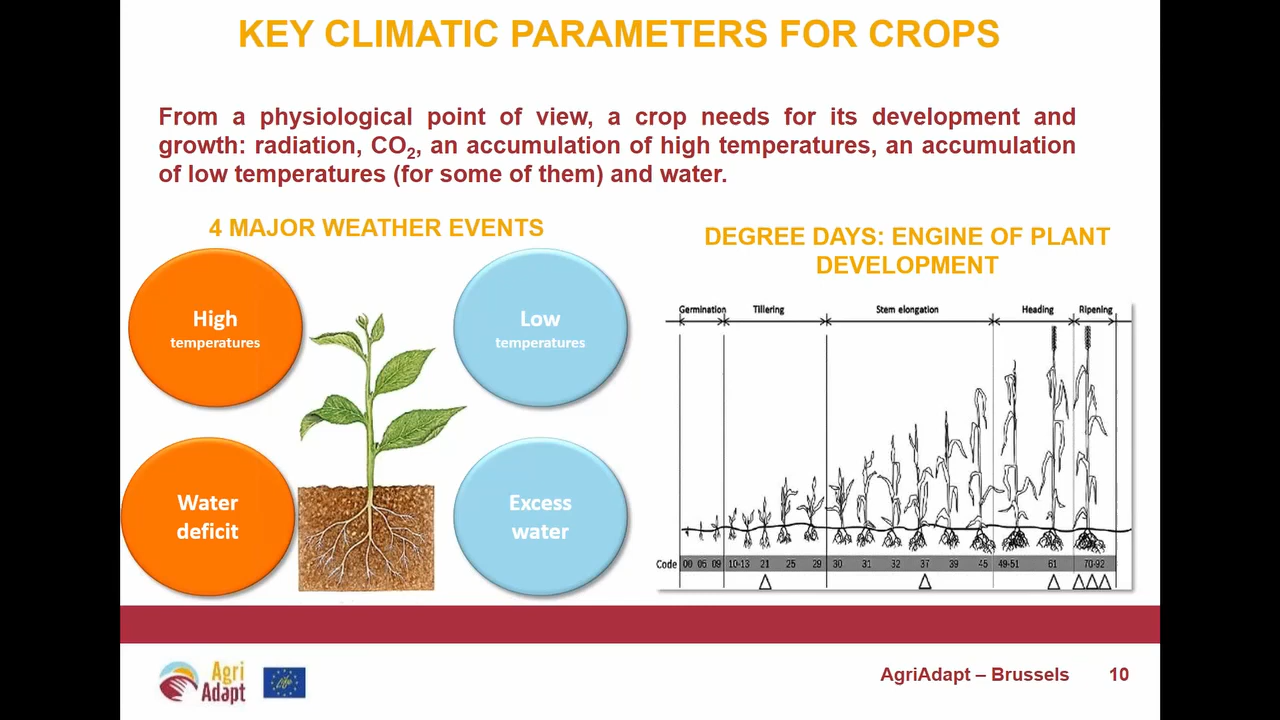 KEY CLIMATIC PARAMETERS FOR CROPS
From a physiological point of view, a crop needs for its development and
growth: radiation, CO2, an accumulation of high temperatures, an accumulation
of low temperatures (for some of them) and water.
4 MAJOR WEATHER EVENTS
High
temperatures
Low
temperatures
Water
deficit
Excess
water
DEGREE DAYS: ENGINE OF PLANT
DEVELOPMENT
Germination Tillering Stem elongation Heading Ripening
Code 00 05 09 10-13 21 25 29 30 31 32 37 39 45 49-51 61 70-92
Agri
Adapt
AgriAdapt – Brussels 10